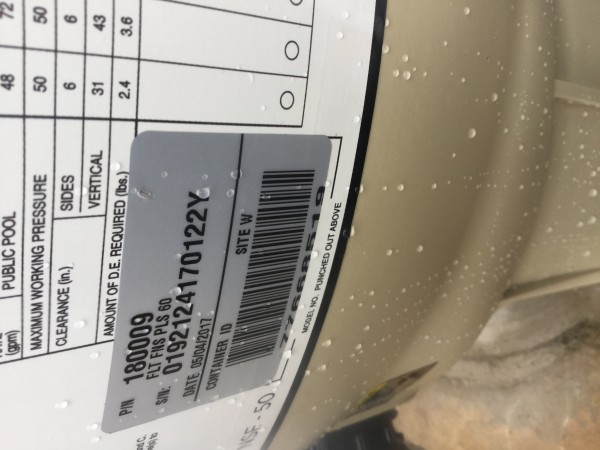 PUBLIC POOL 48 72
(gpm)
MAXIMUM WORKING PRESSURE 50 50
CLEARANCE (in.) SIDES 6 6
VERTICAL 31 43
AMOUNT OF D.E. REQUIRED (lbs.) 2.4 3.6
P/N 180009
FLT FNS PLS 60
S/N: 0192124170122Y
DATE 05/04/2017
CONTAINER ID SITE W
MODEL NO. PUNCHED OUT ABOVE
NSF - 50